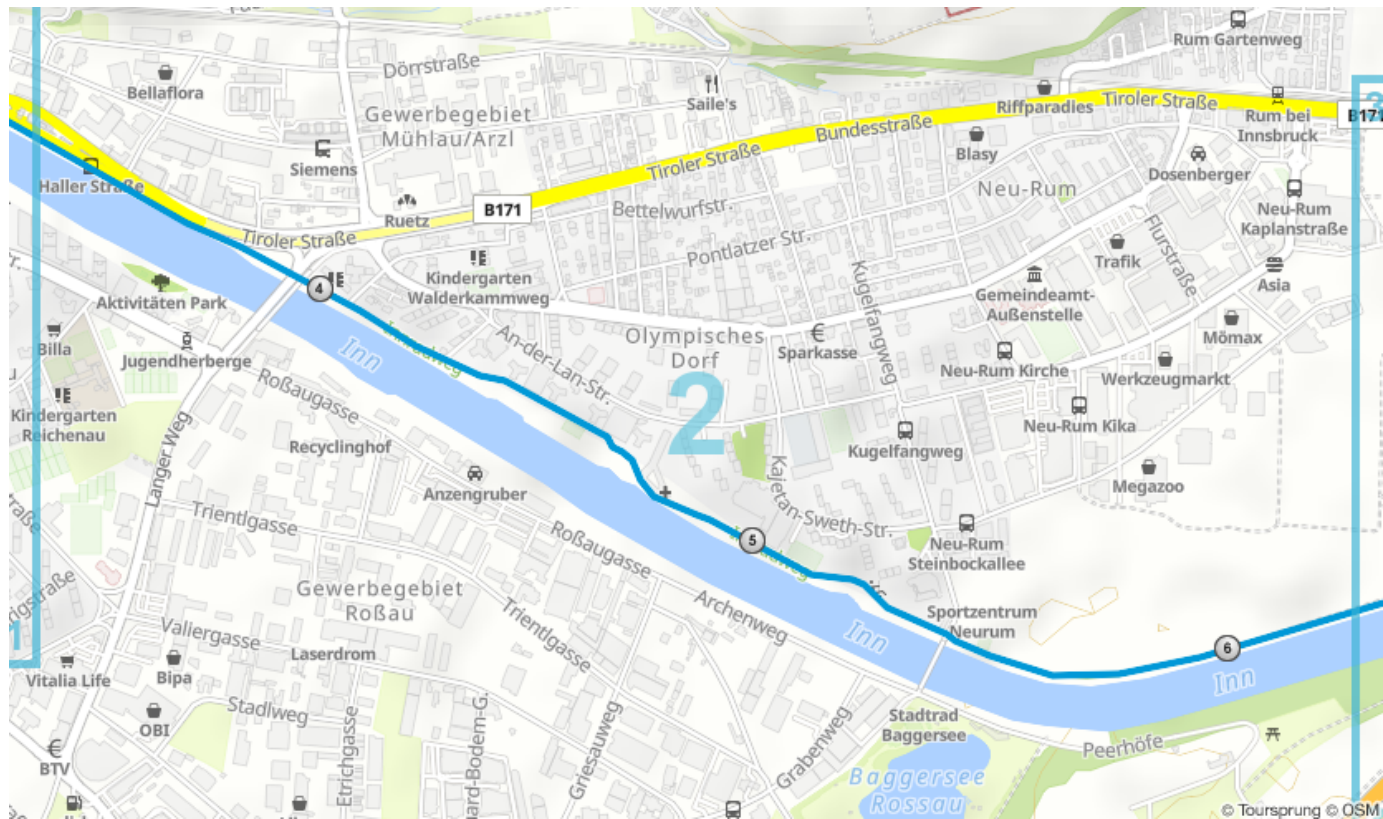 Rum Gartenweg
Dörrstraße
Bellaflora
Saile's
Gewerbegebiet
Mühlau/Arzl
Riffparadies
Tiroler Straße
3
B171
Rum bei
Innsbruck
Bundesstraße
Blasy
Siemens
Tiroler Straße
Dosenberger
Haller Straße
Neu-Rum
B171
Bettelwurfstr.
Ruetz
Neu-Rum
Kaplanstraße
Tiroler Straße
Pontlatzer Str.
Flurstraße
Trafik
Kindergarten
Walderkammweg
Kugelfangweg
Asia
Gemeindeamt-
Außenstelle
4
Aktivitäten Park
Olympisches
Dorf
Sparkasse
Mömax
Billa
Jugendherberge
Inn
Innradweg
An-der-Lan-Str.
Neu-Rum Kirche
Werkzeugmarkt
Roßaugasse
2
Kindergarten
Reichenau
Neu-Rum Kika
Recyclinghof
Langer Weg
Kugelfangweg
Anzengruber
Megazoo
Kajetan-Sweth-Str.
Trientlgasse
5
Neu-Rum
Steinbockallee
Roßaugasse
Gewerbegebiet
Roßau
Archenweg
Inn
Sportzentrum
Neurum
Trientlgasse
1
Valiergasse
Laserdrom
6
Vitalia Life
Bipa
Inn
Stadlweg
OBI
Stadtrad
Baggersee
Peerhöfe
BTV
Etrichgasse
Griesauweg
Grabenweg
Baggersee
Rossau
© Toursprung © OSM